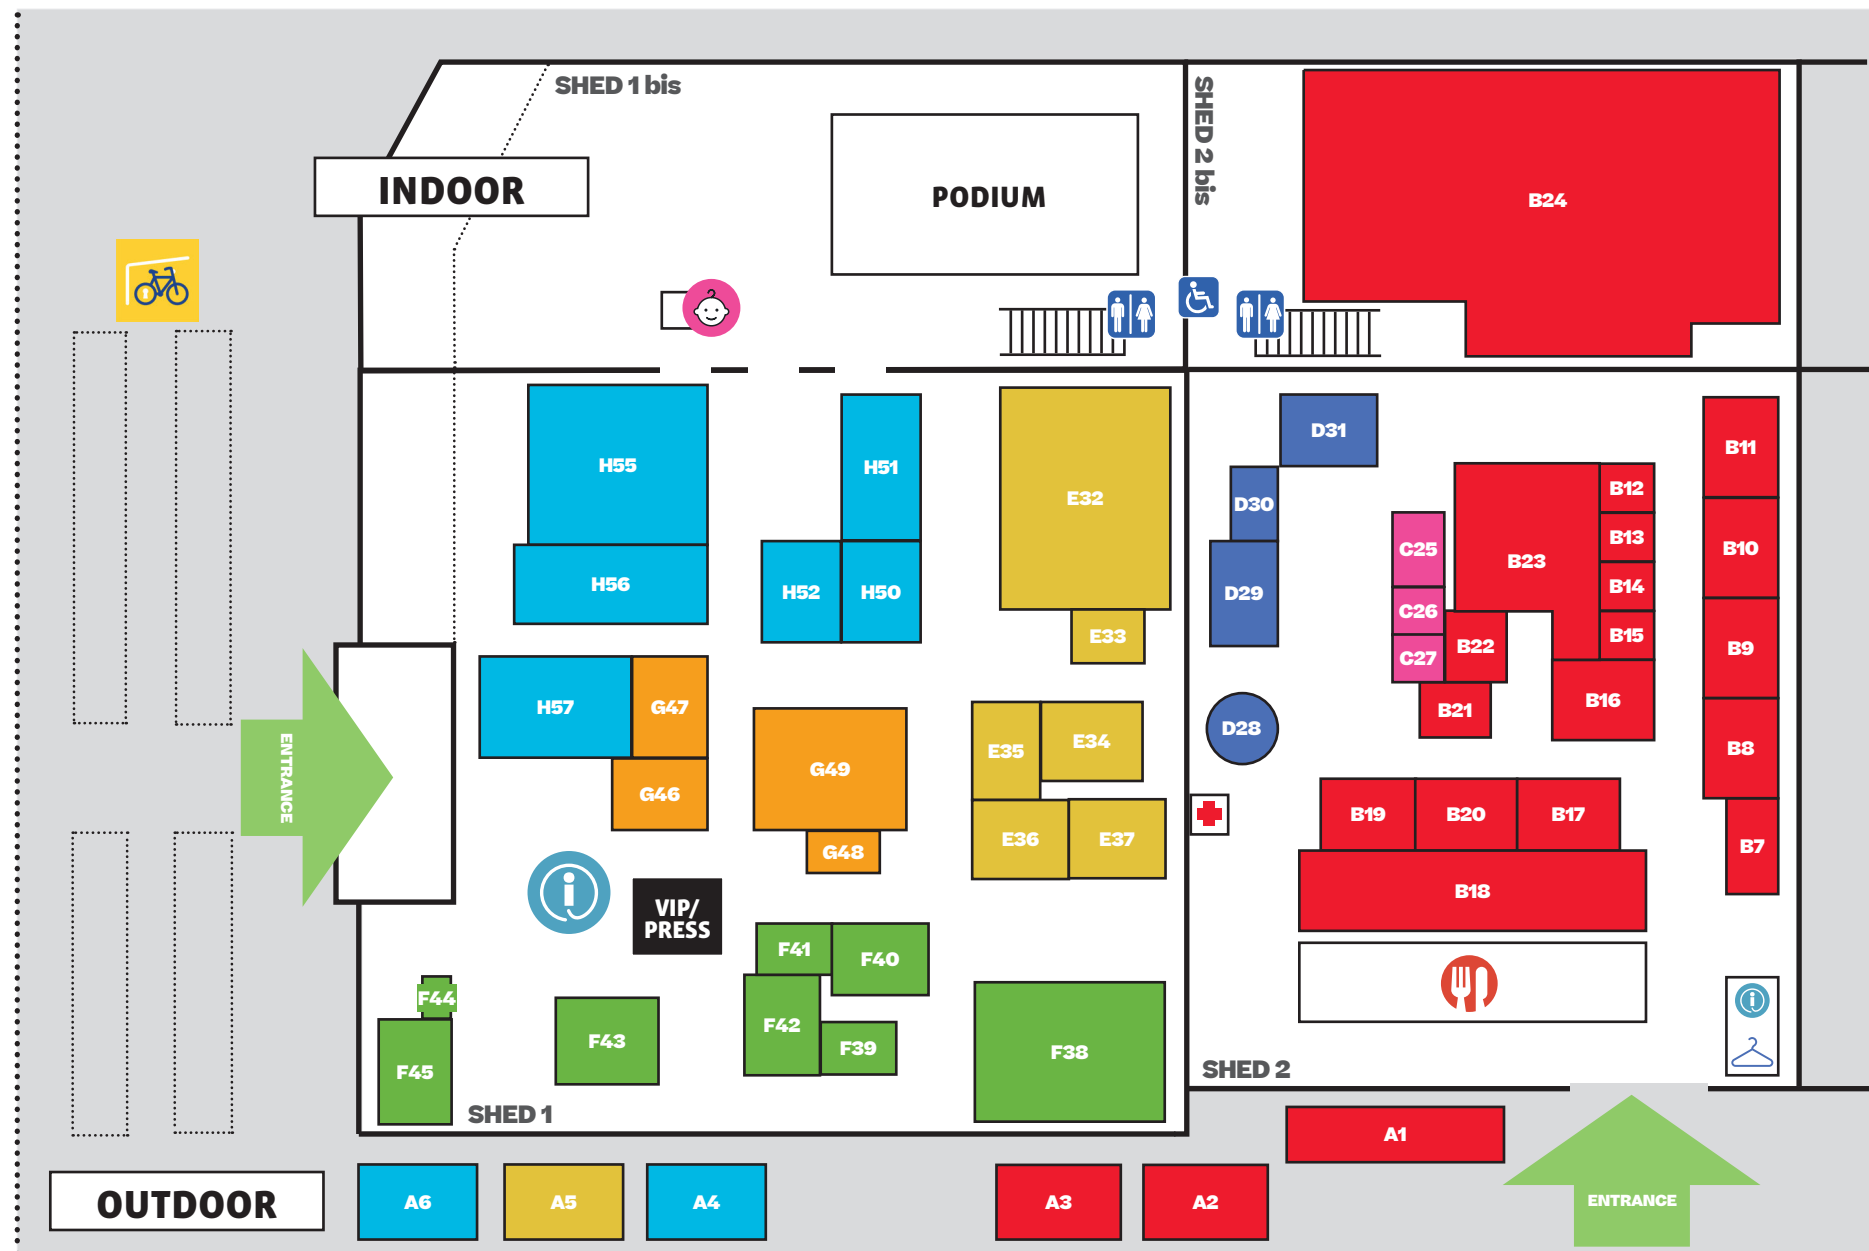 SHED 1 bis
SHED 2 bis
INDOOR
PODIUM
B24
H55
H51
E32
D31
B11
H56
H52
H50
E33
D30
D29
C25
C26
C27
B23
B22
B21
B12
B13
B14
B15
B16
B10
B9
B8
B7
ENTRANCE
H57
G47
G46
G49
G48
E35
E34
E36
E37
D28
B19
B20
B17
B18
VIP/
PRESS
F41
F40
F42
F39
F44
F45
F43
F38
SHED 1
SHED 2
A1
OUTDOOR
A6
A5
A4
A3
A2
ENTRANCE